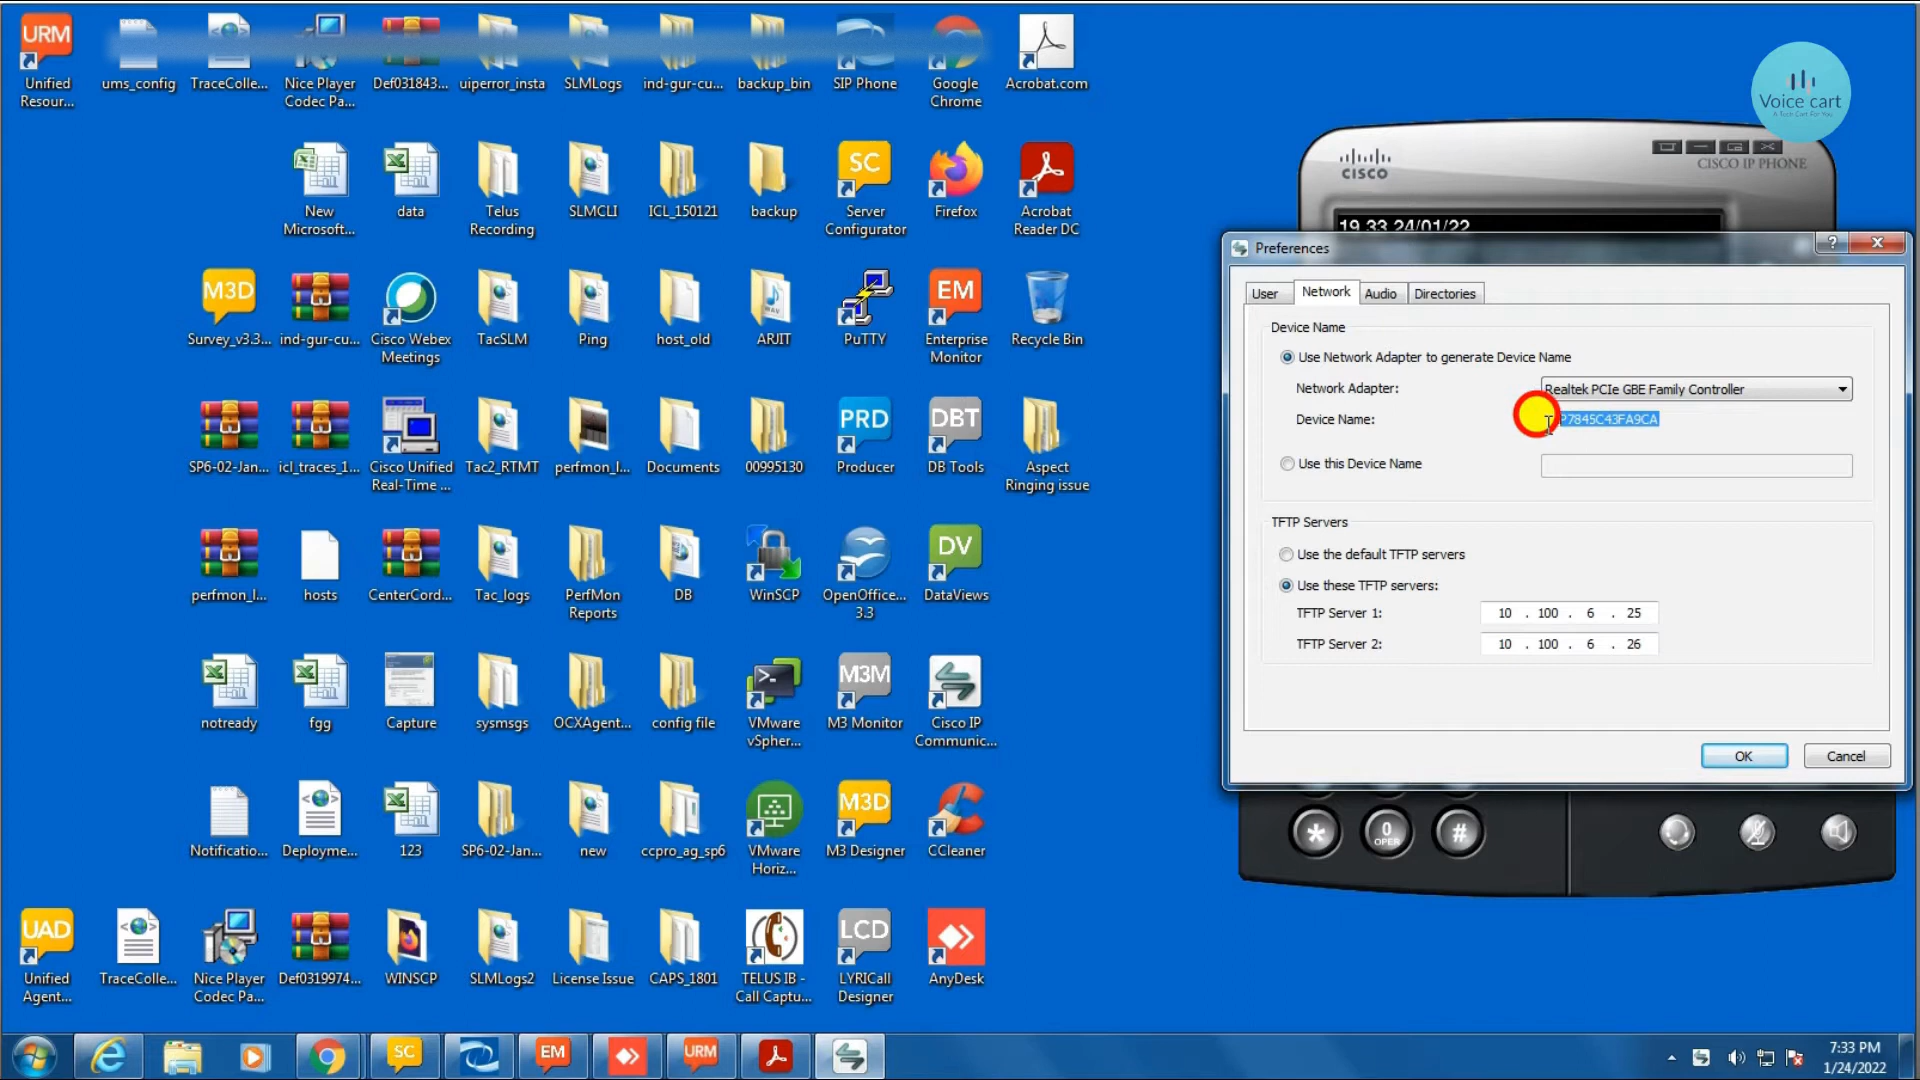 URM
Unified
Resour...
ums_config
TraceColle...
Nice Player
Codec Pa...
Def031843...
uiperror_insta
SLMLogs
ind-gur-cu...
backup_bin
SIP Phone
Google
Chrome
Acrobat.com
Voice cart
A Tech Cart For You
New
Microsoft...
data
Telus
Recording
SLMCLI
ICL_150121
backup
SC
Server
Configurator
Firefox
Acrobat
Reader DC
CISCO
CISCO IP PHONE
19 33 24/01/22
M3D
Survey_v3.3...
ind-gur-cu...
Cisco Webex
Meetings
TacSLM
Ping
host_old
WAV
ARJIT
PuTTY
EM
Enterprise
Monitor
Recycle Bin
SP6-02-Jan...
icl_traces_1...
Cisco Unified
Real-Time ...
Tac2_RTMT
perfmon_l...
Documents
00995130
PRD
Producer
DBT
DB Tools
Aspect
Ringing issue
perfmon_l...
hosts
CenterCord...
Tac_logs
PerfMon
Reports
DB
WinSCP
OpenOffice...
3.3
DV
DataViews
notready
fgg
Capture
sysmsgs
OCXAgent...
config file
VMware
vSpher...
M3M
M3 Monitor
Cisco IP
Communic...
Notificatio...
Deployme...
123
SP6-02-Jan...
new
ccpro_ag_sp6
VMware
Horiz...
M3D
M3 Designer
CCleaner
UAD
Unified
Agent...
TraceColle...
Nice Player
Codec Pa...
Def0319974...
WINSCP
SLMLogs2
License Issue
CAPS_1801
TELUS IB -
Call Captu...
LCD
LYRICall
Designer
AnyDesk
Preferences
?
User
Network
Audio
Directories
Device Name
Use Network Adapter to generate Device Name
Network Adapter:
Realtek PCIe GBE Family Controller
Device Name:
P7845C43FA9CA
Use this Device Name
TFTP Servers
Use the default TFTP servers
Use these TFTP servers:
TFTP Server 1:
10 . 100 . 6 . 25
TFTP Server 2:
10 . 100 . 6 . 26
OK
Cancel
*
0
OPER
#
SC
EM
URM
7:33 PM
1/24/2022